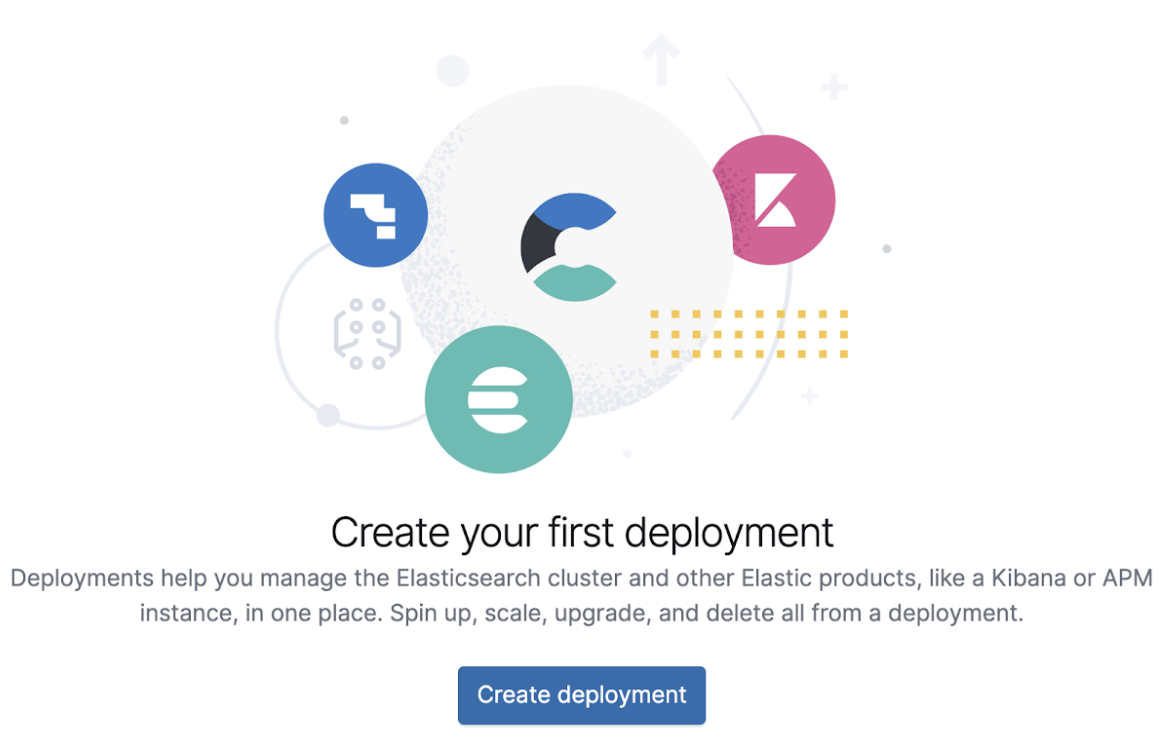 Create your first deployment
Deployments help you manage the Elasticsearch cluster and other Elastic products, like a Kibana or APM
instance, in one place. Spin up, scale, upgrade, and delete all from a deployment.
Create deployment